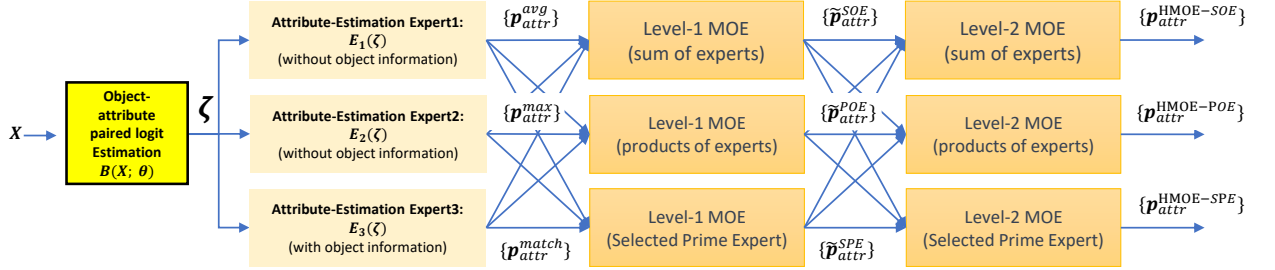 X
Object-
attribute
paired logit
Estimation
B(X; θ)
ζ
Attribute-Estimation Expert1:
E₁(ζ)
(without object information)
Attribute-Estimation Expert2:
E₂(ζ)
(without object information)
Attribute-Estimation Expert3:
E₃(ζ)
(with object information)
{p_attr^avg}
{p_attr^max}
{p_attr^match}
Level-1 MOE
(sum of experts)
Level-1 MOE
(products of experts)
Level-1 MOE
(Selected Prime Expert)
{p̃_attr^SOE}
{p̃_attr^POE}
{p̃_attr^SPE}
Level-2 MOE
(sum of experts)
Level-2 MOE
(products of experts)
Level-2 MOE
(Selected Prime Expert)
{p_attr^HMOE−SOE}
{p_attr^HMOE−POE}
{p_attr^HMOE−SPE}